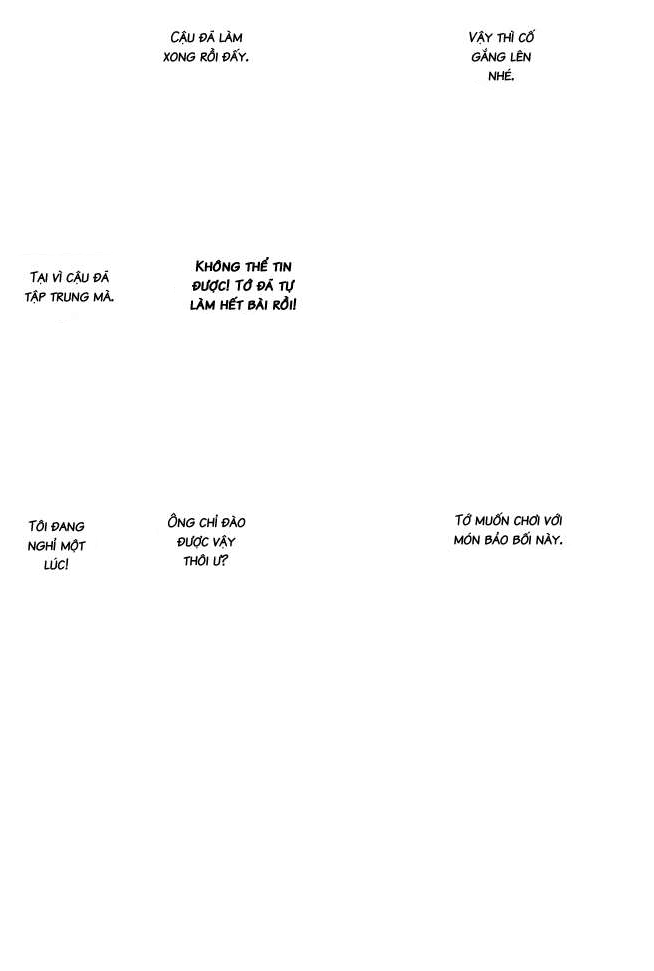 VẬY THÌ CỐ
GẮNG LÊN
NHÉ.
CẬU ĐÃ LÀM
XONG RỒI ĐẤY.
KHÔNG THỂ TIN
ĐƯỢC! TỚ ĐÃ TỰ
LÀM HẾT BÀI RỒI!
TẠI VÌ CẬU ĐÃ
TẬP TRUNG MÀ.
TỚ MUỐN CHƠI VỚI
MÓN BẢO BỐI NÀY.
ÔNG CHỈ ĐÀO
ĐƯỢC VẬY
THÔI Ư?
TÔI ĐANG
NGHỈ MỘT
LÚC!